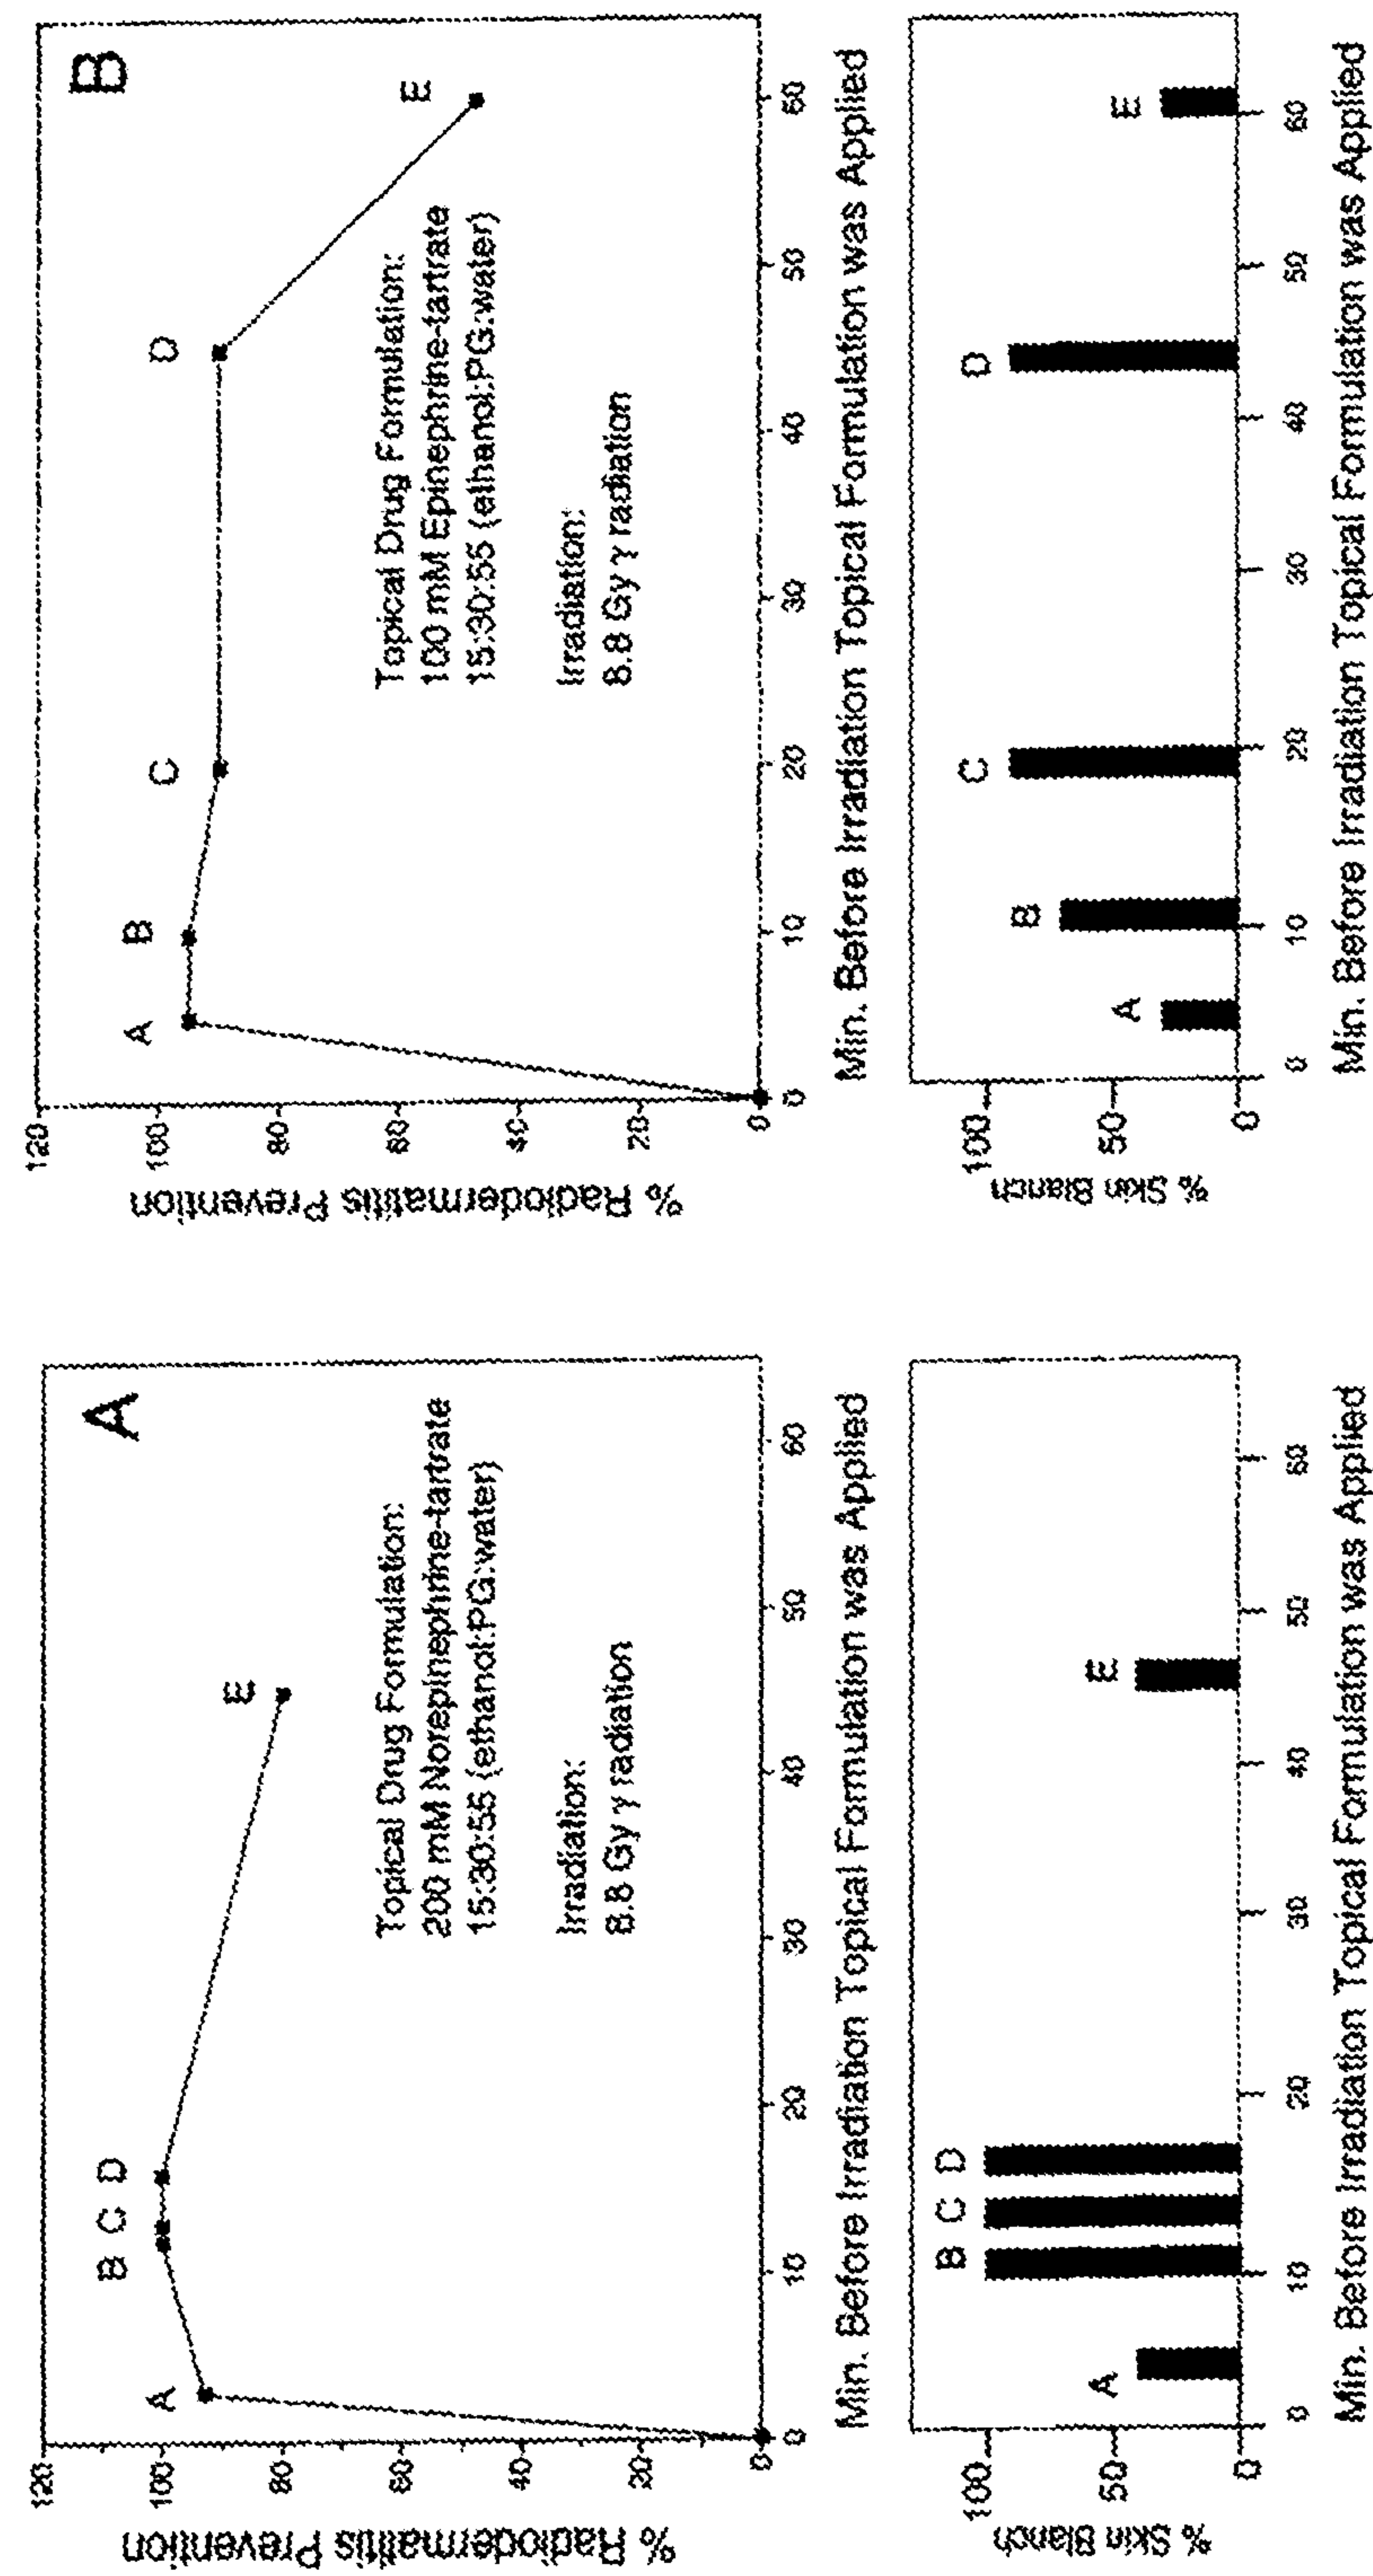 A
% Radiodermatitis Prevention
120
100
80
60
40
20
0
A
B C D
E
Topical Drug Formulation:
200 mM Norepinephrine-tartrate
15:30:55 (ethanol:PG:water)
Irradiation:
8.8 Gy γ radiation
0 10 20 30 40 50 60
Min. Before Irradiation Topical Formulation was Applied
% Skin Blanch
100
50
0
A
B C D
E
0 10 20 30 40 50 60
Min. Before Irradiation Topical Formulation was Applied
B
% Radiodermatitis Prevention
120
100
80
60
40
20
0
A B C D E
Topical Drug Formulation:
100 mM Epinephrine-tartrate
15:30:55 (ethanol:PG:water)
Irradiation:
8.8 Gy γ radiation
0 10 20 30 40 50 60
Min. Before Irradiation Topical Formulation was Applied
% Skin Blanch
100
50
0
A B C D E
0 10 20 30 40 50 60
Min. Before Irradiation Topical Formulation was Applied